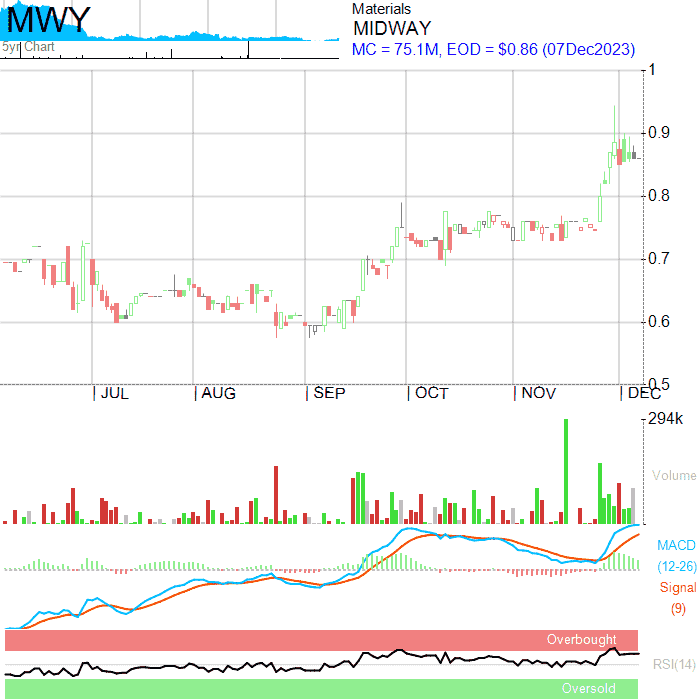 MWY
5yr Chart
Materials
MIDWAY
MC = 75.1M, EOD = $0.86 (07Dec2023)
1
0.9
0.8
0.7
0.6
0.5
JUL
AUG
SEP
OCT
NOV
DEC
294k
Volume
MACD
(12-26)
Signal
(9)
Overbought
RSI(14)
Oversold